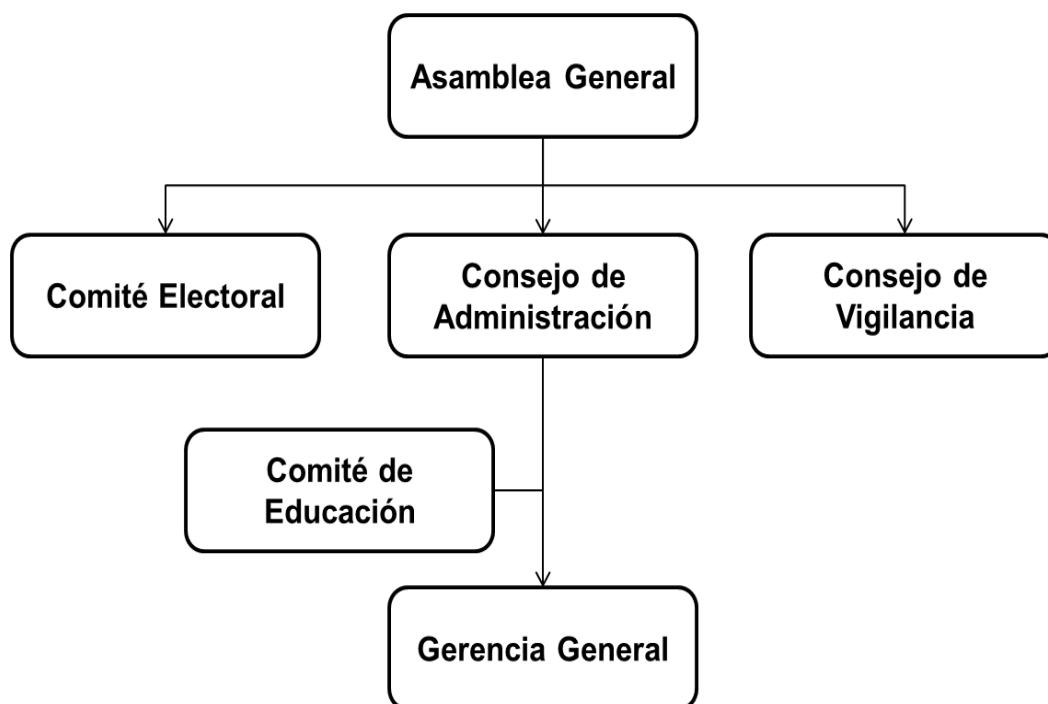 Asamblea General
Comité Electoral
Consejo de
Administración
Consejo de
Vigilancia
Comité de
Educación
Gerencia General